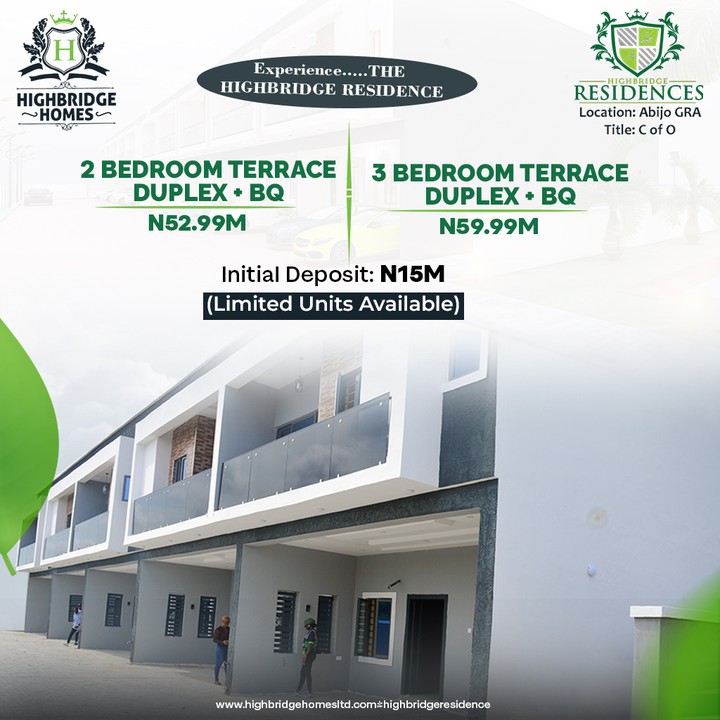 H
HIGHBRIDGE
HOMES
Experience.....THE
HIGHBRIDGE RESIDENCE
HIGHBRIDGE
RESIDENCES
Location: Abijo GRA
Title: C of O
2 BEDROOM TERRACE
DUPLEX + BQ
N52.99M
3 BEDROOM TERRACE
DUPLEX + BQ
N59.99M
Initial Deposit: N15M
(Limited Units Available)
www.highbridgehomesltd.com#highbridgeresidence